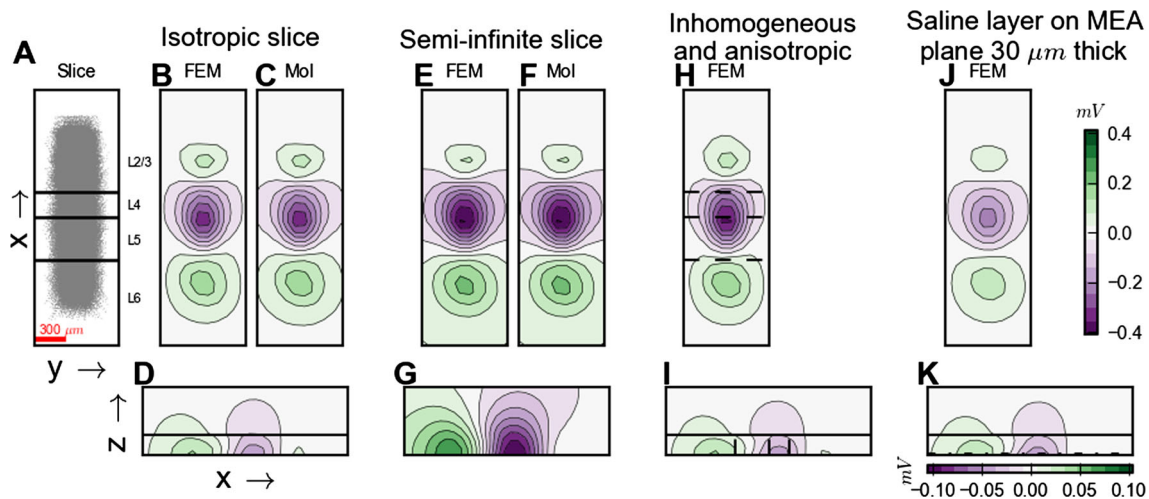 Isotropic slice
Semi-infinite slice
Inhomogeneous
and anisotropic
Saline layer on MEA
plane 30 μm thick
A
Slice
B FEM
C MoI
E FEM
F MoI
H FEM
J FEM
L2/3
L4
L5
L6
300 μm
X →
y →
mV
0.4
0.2
0.0
−0.2
−0.4
D
G
I
K
Z →
x →
mV
−0.10 −0.05 0.00 0.05 0.10